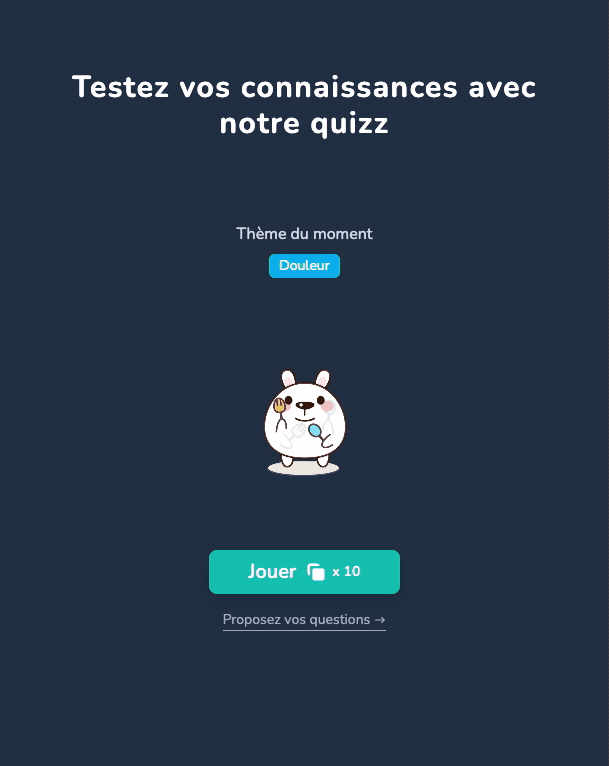 Testez vos connaissances avec
notre quizz
Thème du moment
Douleur
Jouer x 10
Proposez vos questions →